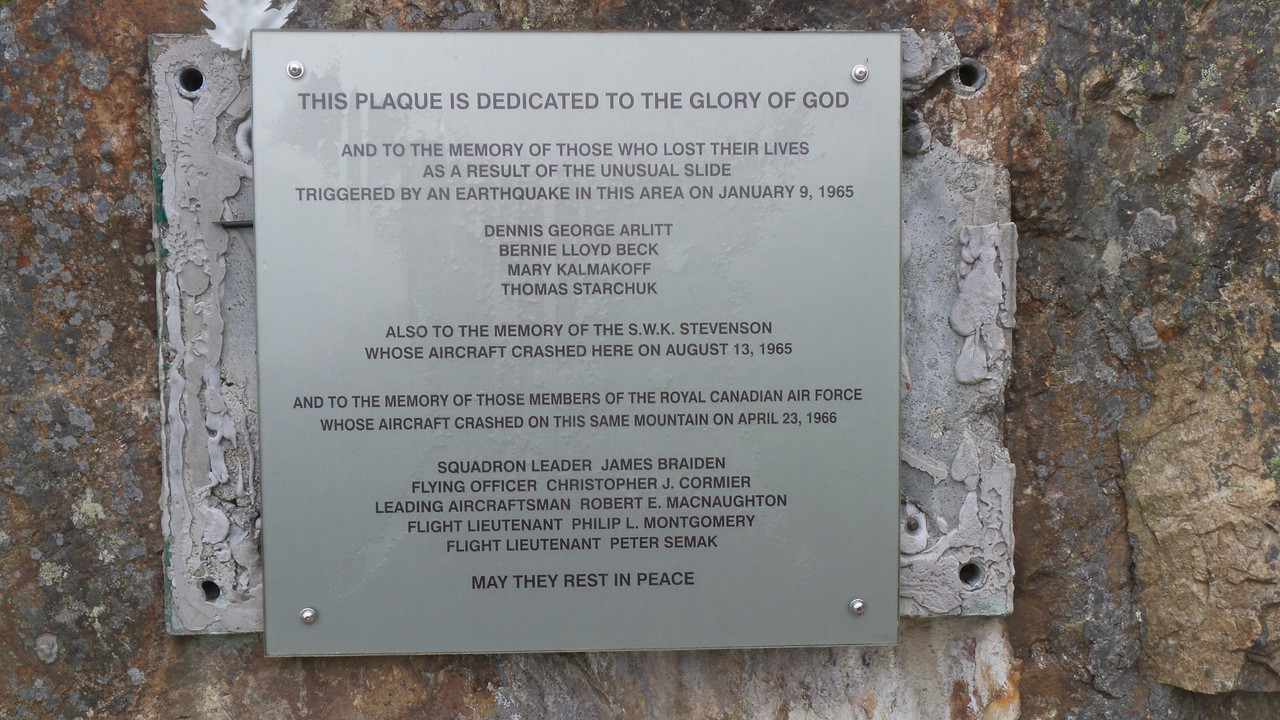 THIS PLAQUE IS DEDICATED TO THE GLORY OF GOD
AND TO THE MEMORY OF THOSE WHO LOST THEIR LIVES
AS A RESULT OF THE UNUSUAL SLIDE
TRIGGERED BY AN EARTHQUAKE IN THIS AREA ON JANUARY 9, 1965
DENNIS GEORGE ARLITT
BERNIE LLOYD BECK
MARY KALMAKOFF
THOMAS STARCHUK
ALSO TO THE MEMORY OF THE S.W.K. STEVENSON
WHOSE AIRCRAFT CRASHED HERE ON AUGUST 13, 1965
AND TO THE MEMORY OF THOSE MEMBERS OF THE ROYAL CANADIAN AIR FORCE
WHOSE AIRCRAFT CRASHED ON THIS SAME MOUNTAIN ON APRIL 23, 1966
SQUADRON LEADER JAMES BRAIDEN
FLYING OFFICER CHRISTOPHER J. CORMIER
LEADING AIRCRAFTSMAN ROBERT E. MACNAUGHTON
FLIGHT LIEUTENANT PHILIP L. MONTGOMERY
FLIGHT LIEUTENANT PETER SEMAK
MAY THEY REST IN PEACE